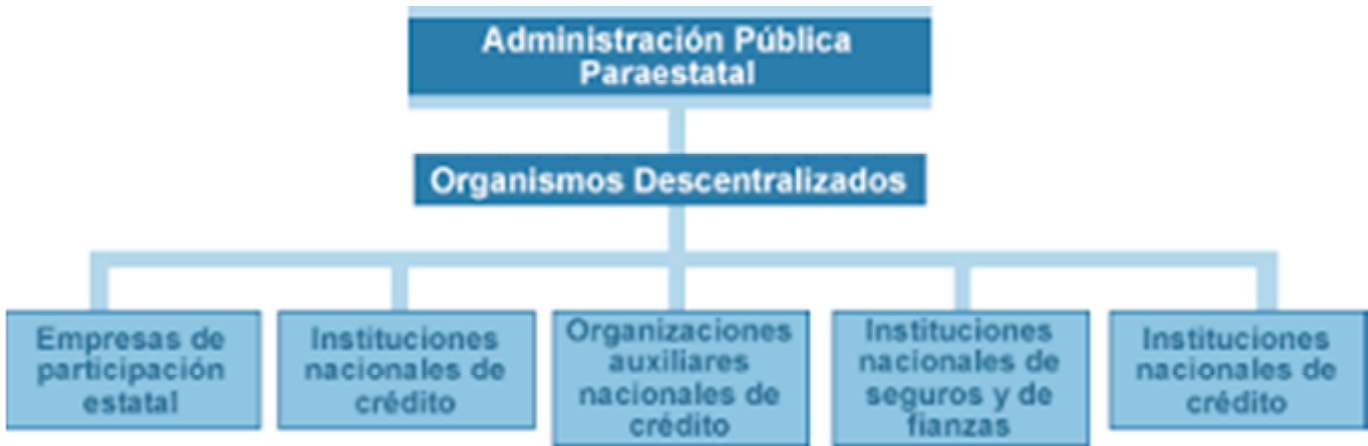 Administración Pública
Paraestatal
Organismos Descentralizados
Empresas de
participación
estatal
Instituciones
nacionales de
crédito
Organizaciones
auxiliares
nacionales de
crédito
Instituciones
nacionales de
seguros y de
fianzas
Instituciones
nacionales de
crédito